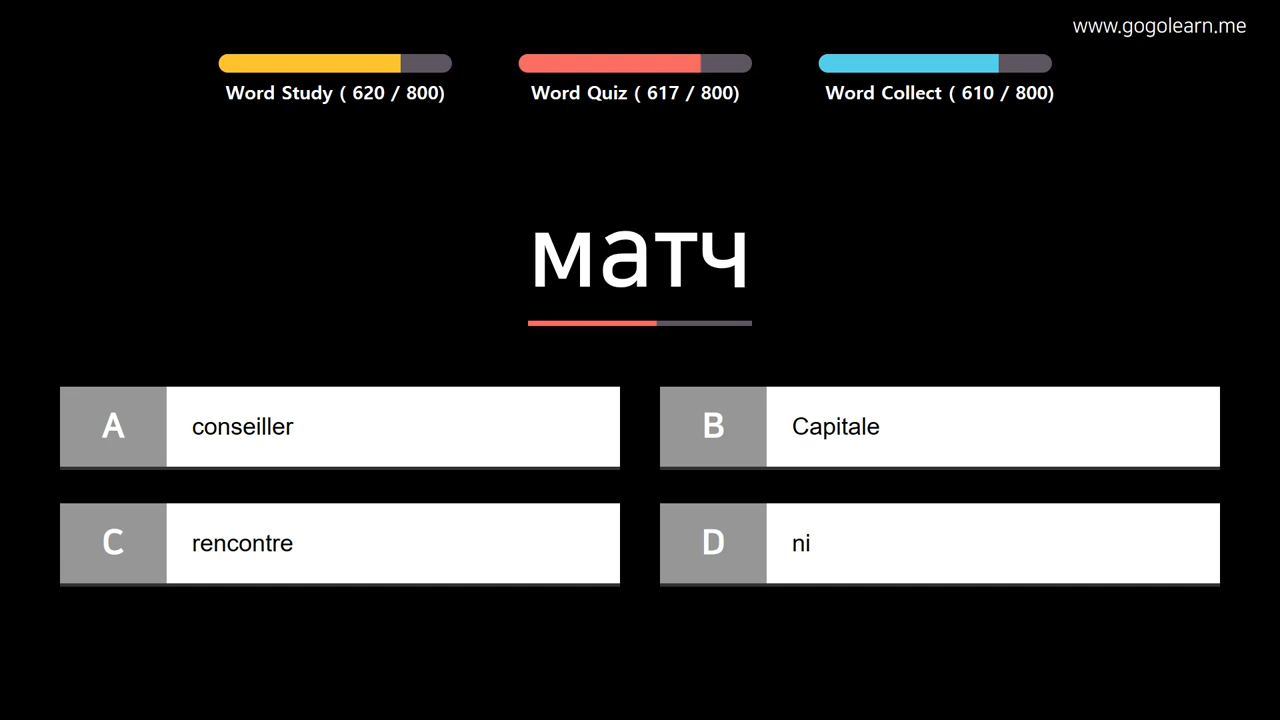 www.gogolearn.me
Word Study ( 620 / 800)
Word Quiz ( 617 / 800)
Word Collect ( 610 / 800)
матч
A conseiller
B Capitale
C rencontre
D ni